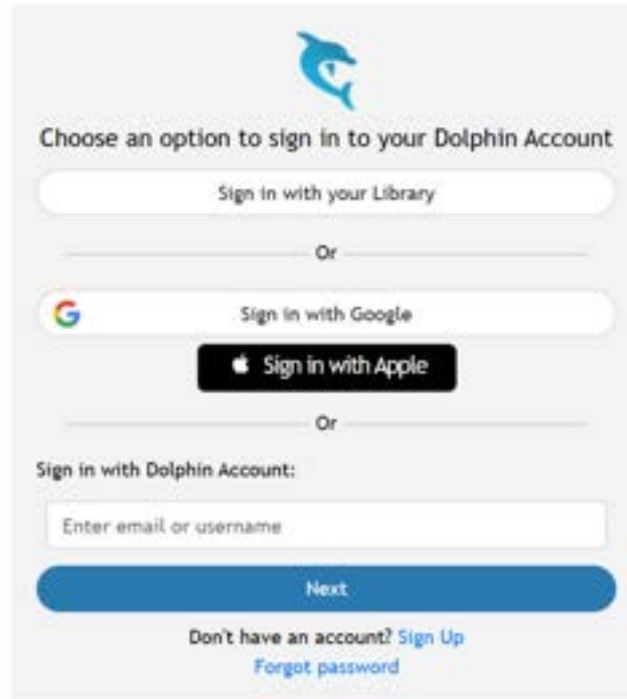 Choose an option to sign in to your Dolphin Account
Sign in with your Library
Or
Sign in with Google
Sign in with Apple
Or
Sign in with Dolphin Account:
Enter email or username
Next
Don't have an account? Sign Up
Forgot password